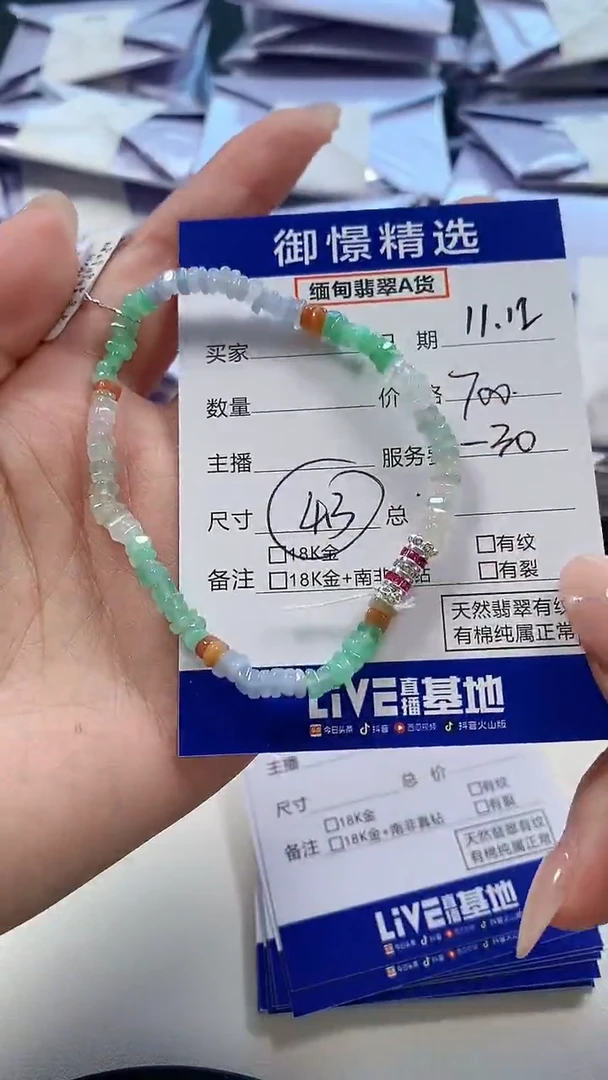 御憬精选
缅甸翡翠A货
买家 期 11.12
数量 价 700.
主播 服务 -30
尺寸 43 总
18K金 有纹
备注 18K金+南非 钻 有裂
天然翡翠有纹
有棉纯属正常
LiVE直播基地
今日头条 抖音 西瓜视频 抖音火山版
主播
尺寸 总 价
18K金 有纹
备注 18K金+南非真钻 有裂
天然翡翠有纹
有棉纯属正常
LiVE直播基地